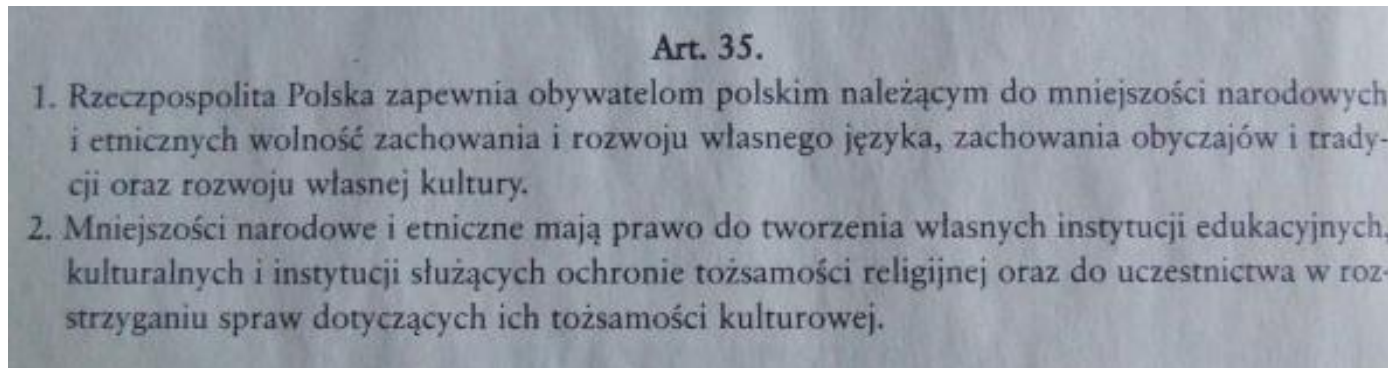 Art. 35.
1. Rzeczpospolita Polska zapewnia obywatelom polskim należącym do mniejszości narodowych
i etnicznych wolność zachowania i rozwoju własnego języka, zachowania obyczajów i trady-
cji oraz rozwoju własnej kultury.
2. Mniejszości narodowe i etniczne mają prawo do tworzenia własnych instytucji edukacyjnych,
kulturalnych i instytucji służących ochronie tożsamości religijnej oraz do uczestnictwa w roz-
strzyganiu spraw dotyczących ich tożsamości kulturowej.